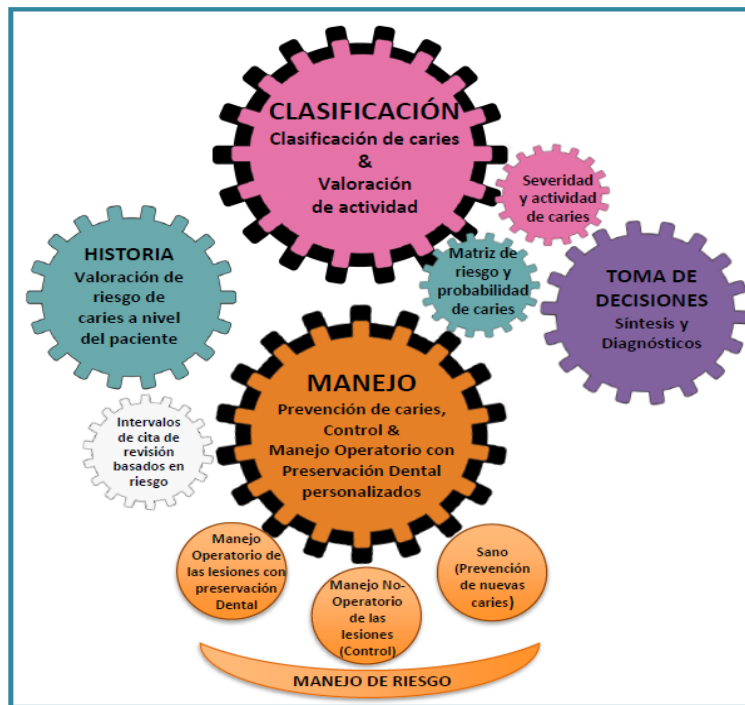 CLASIFICACIÓN
Clasificación de caries
&
Valoración
de actividad
Severidad
y actividad
de caries
HISTORIA
Valoración de
riesgo de
caries a nivel
del paciente
Matriz de
riesgo y
probabilidad
de caries
TOMA DE
DECISIONES
Síntesis y
Diagnósticos
MANEJO
Prevención de caries,
Control &
Manejo Operatorio con
Preservación Dental
personalizados
Intervalos
de cita de
revisión
basados en
riesgo
Manejo
Operatorio de
las lesiones con
preservación
Dental
Manejo No-
Operatorio
de las
lesiones
(Control)
Sano
(Prevención
de nuevas
caries)
MANEJO DE RIESGO